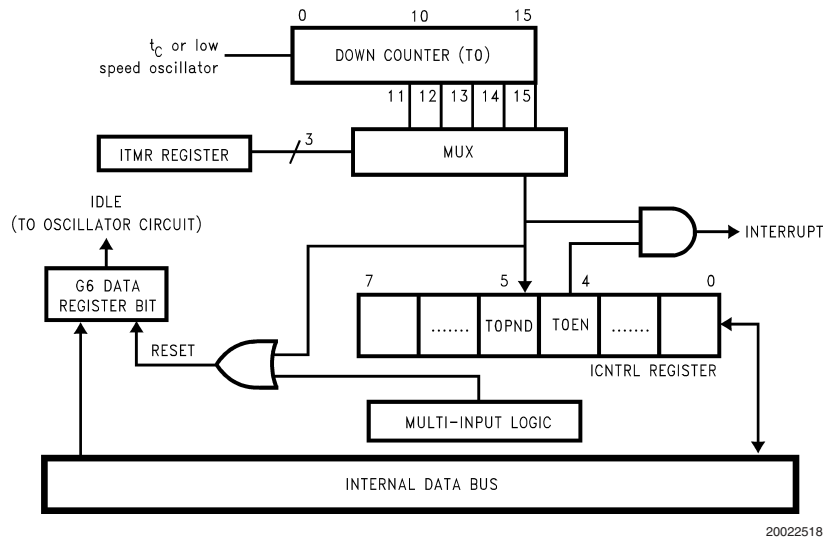 0 10 15
t_C or low
speed oscillator
DOWN COUNTER (T0)
11 12 13 14 15
ITMR REGISTER
3
MUX
IDLE
(TO OSCILLATOR CIRCUIT)
INTERRUPT
G6 DATA
REGISTER BIT
7 5 4 0
....... T0PND T0EN .......
RESET
ICNTRL REGISTER
MULTI-INPUT LOGIC
INTERNAL DATA BUS
20022518